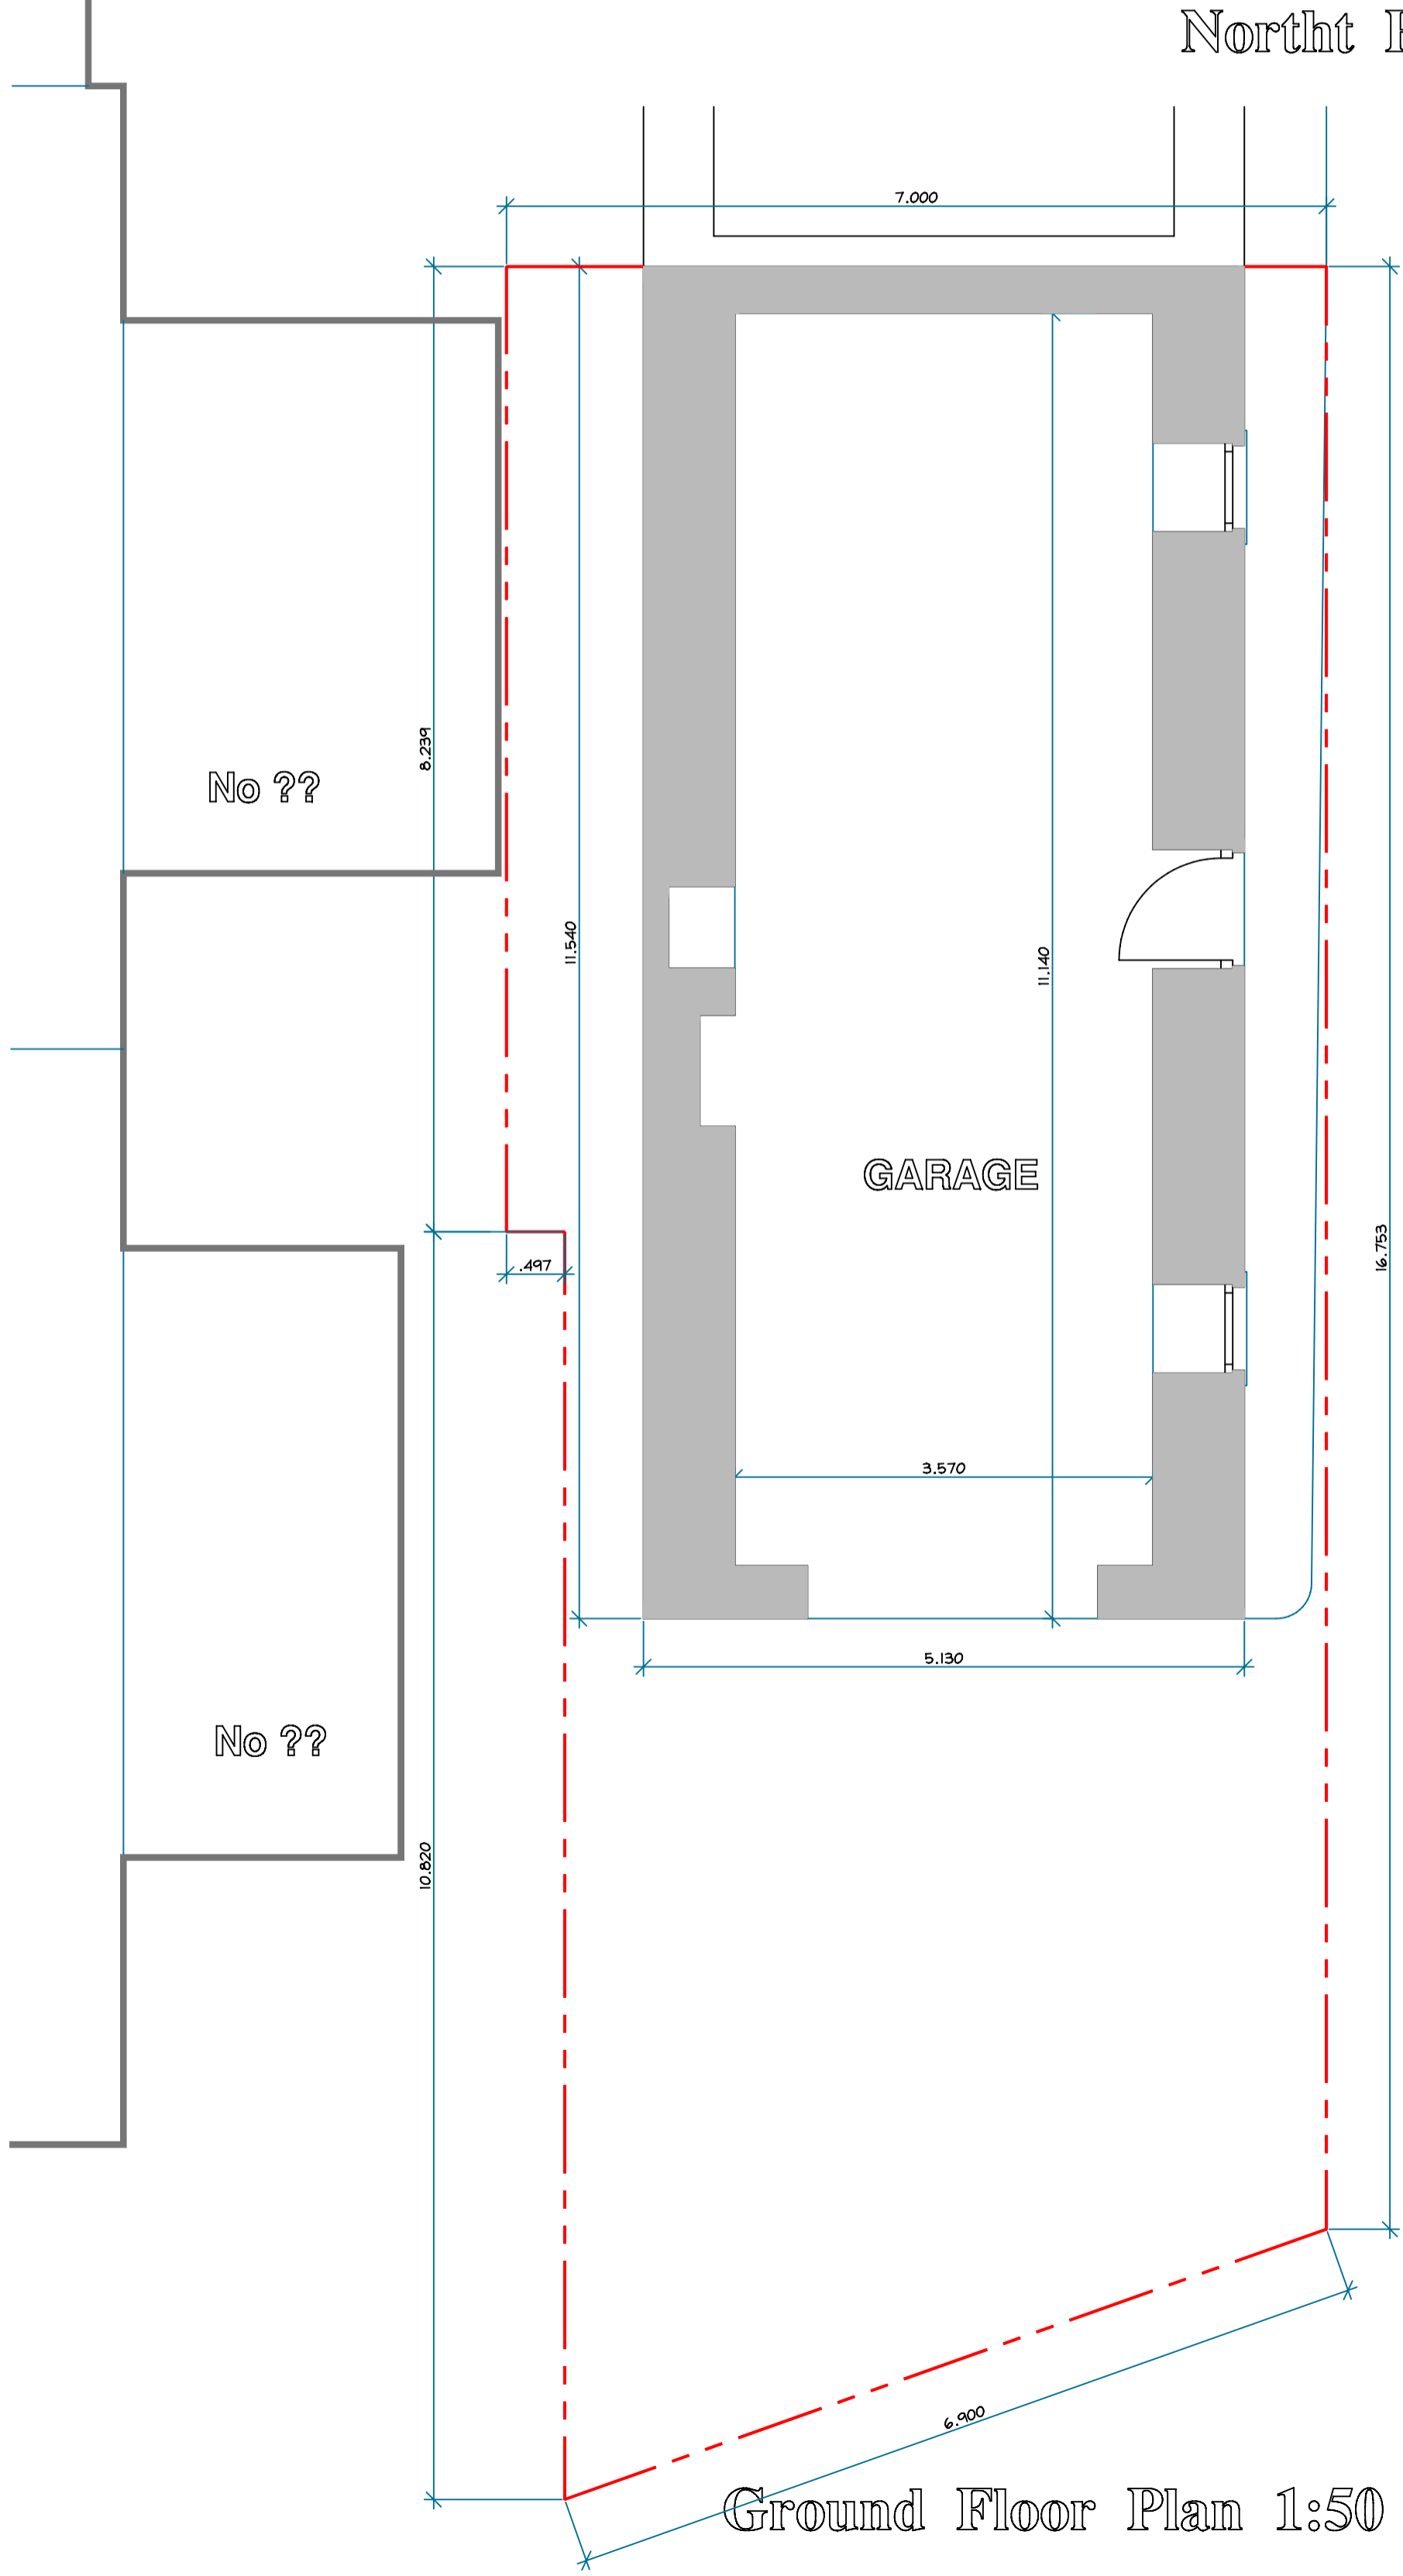 Northt
7.000
8.239
No ??
11.540
11.140
GARAGE
16.753
.497
3.570
5.130
No ??
10.820
6.900
Ground Floor Plan 1:50